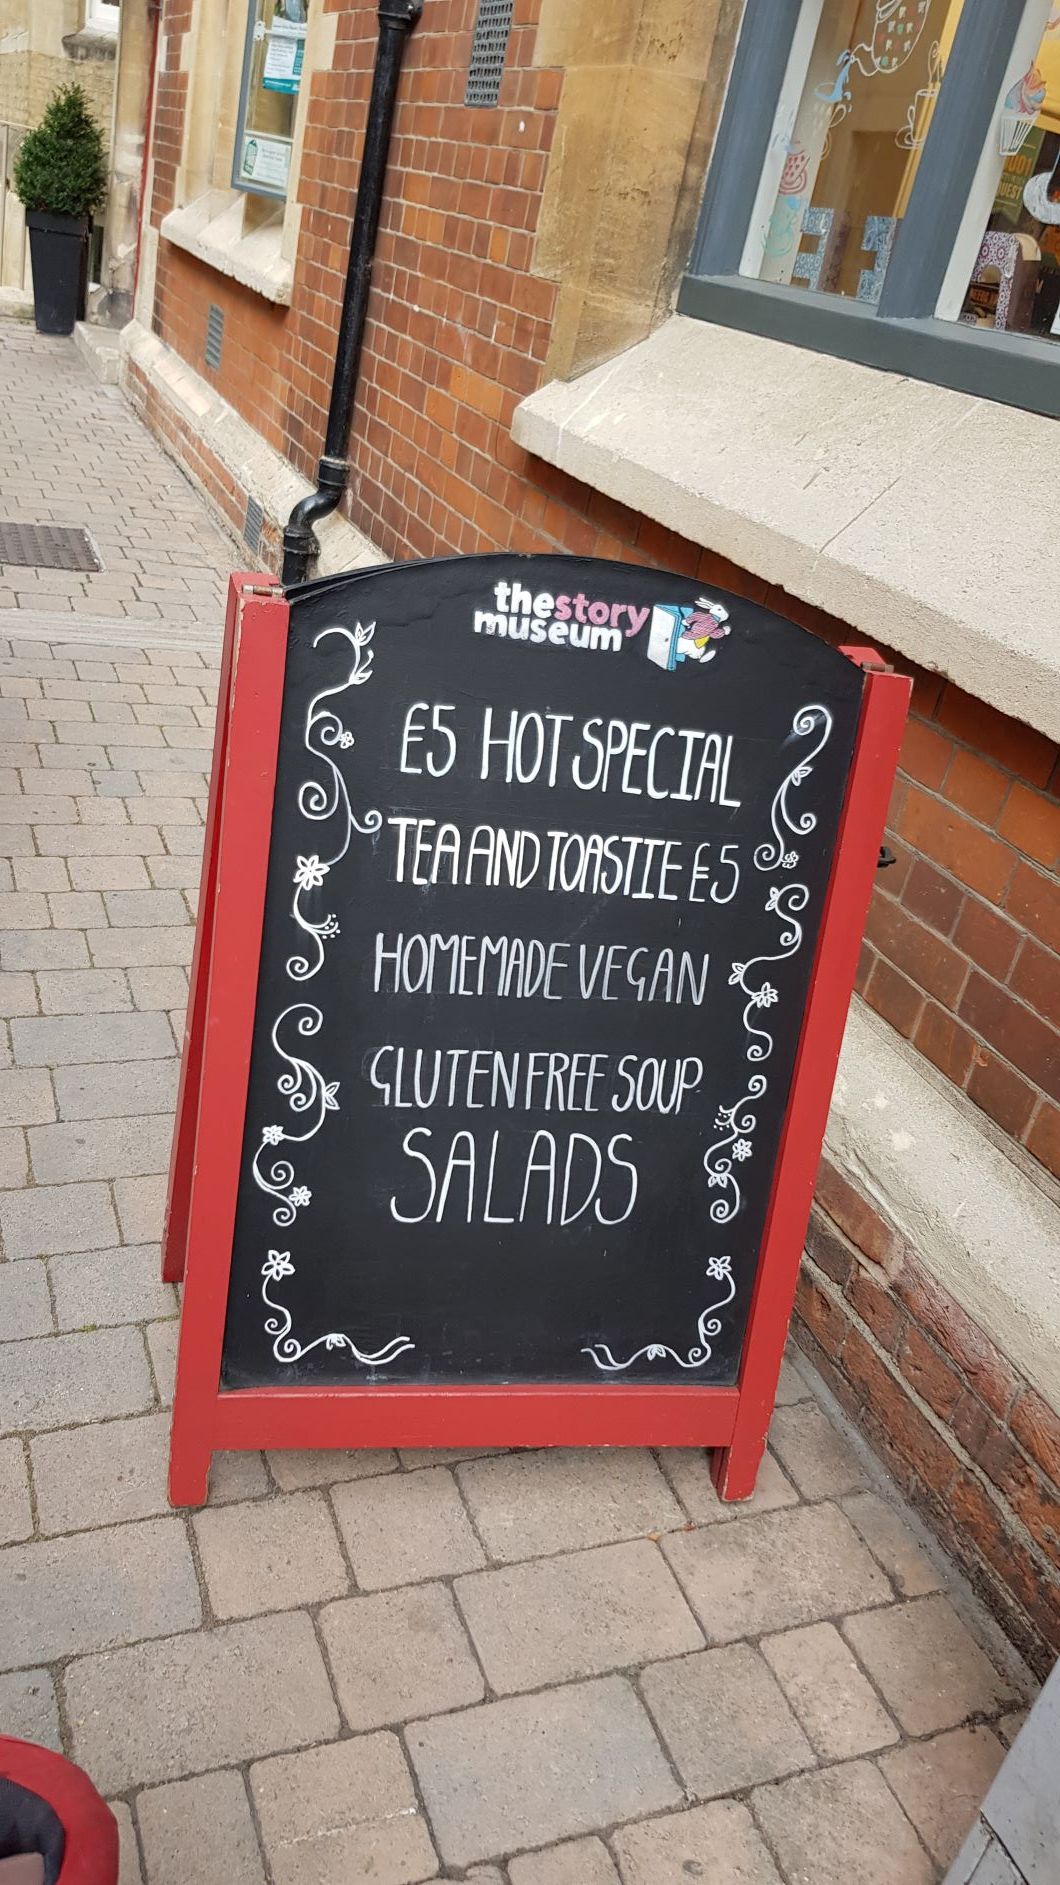 thestory
museum
£5 HOT SPECIAL
TEA AND TOASTIE £5
HOMEMADE VEGAN
GLUTEN FREE SOUP
SALADS